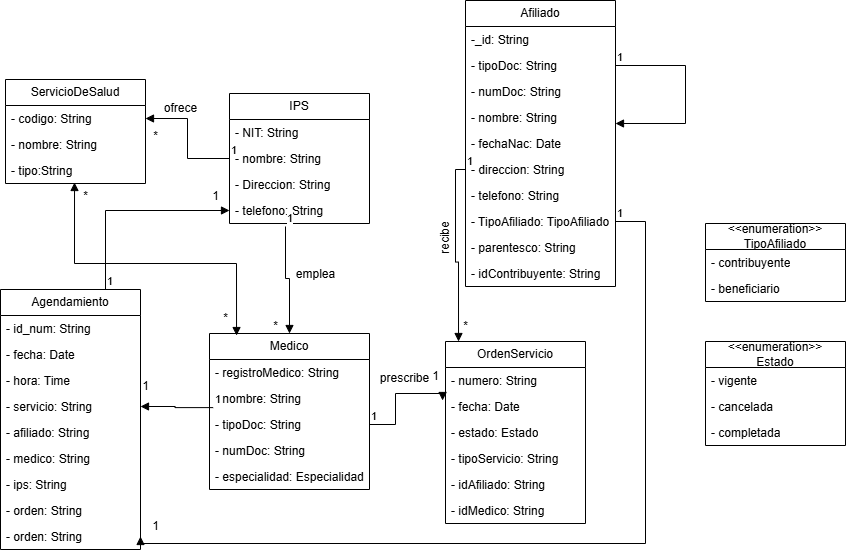 Afiliado
-_id: String
- tipoDoc: String
- numDoc: String
- nombre: String
- fechaNac: Date
- direccion: String
- telefono: String
- TipoAfiliado: TipoAfiliado
- parentesco: String
- idContribuyente: String
1
1
1
recibe
*
ServicioDeSalud
- codigo: String
- nombre: String
- tipo:String
*
*
ofrece
1
IPS
- NIT: String
- nombre: String
- Direccion: String
- telefono: String
1
emplea
*
*
1
1
Agendamiento
- id_num: String
- fecha: Date
- hora: Time
- servicio: String
- afiliado: String
- medico: String
- ips: String
- orden: String
- orden: String
1
1
Medico
- registroMedico: String
1
nombre: String
- tipoDoc: String
- numDoc: String
- especialidad: Especialidad
prescribe
1
1
OrdenServicio
- numero: String
- fecha: Date
- estado: Estado
- tipoServicio: String
- idAfiliado: String
- idMedico: String
<<enumeration>>
TipoAfiliado
- contribuyente
- beneficiario
<<enumeration>>
Estado
- vigente
- cancelada
- completada